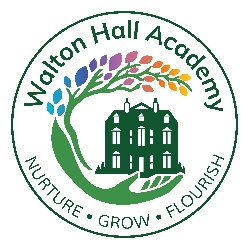 Walton Hall Academy
NURTURE • GROW • FLOURISH